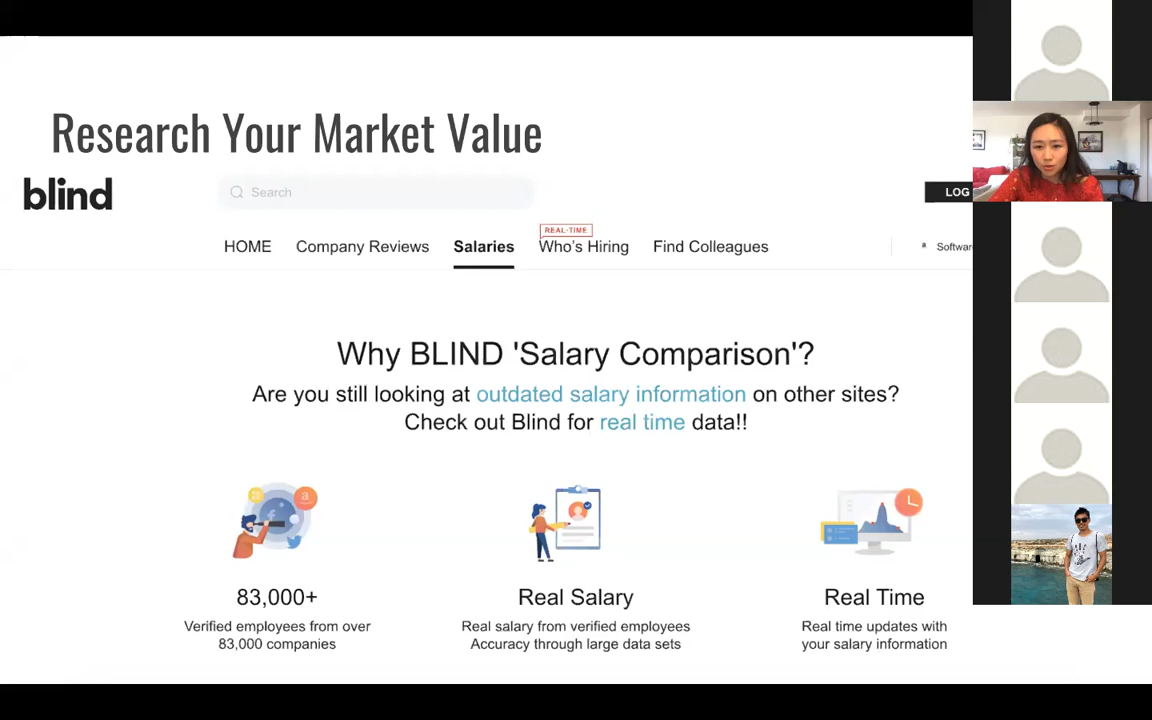 Research Your Market Value
blind
Search
LOG
REAL-TIME
HOME Company Reviews Salaries Who's Hiring Find Colleagues
Why BLIND 'Salary Comparison'?
Are you still looking at outdated salary information on other sites?
Check out Blind for real time data!!
83,000+
Verified employees from over
83,000 companies
Real Salary
Real salary from verified employees
Accuracy through large data sets
Real Time
Real time updates with
your salary information